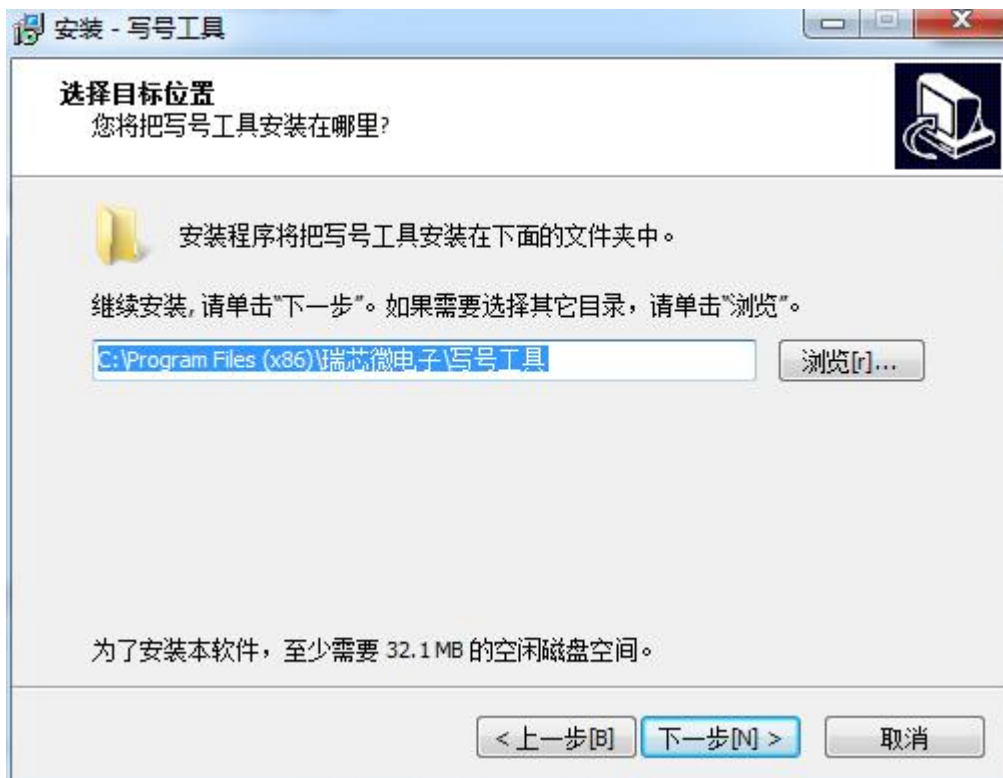 安装 - 写号工具
选择目标位置
您将把写号工具安装在哪里?
安装程序将把写号工具安装在下面的文件夹中。
继续安装,请单击“下一步”。如果需要选择其它目录，请单击“浏览”。
C:\Program Files (x86)\瑞芯微电子\写号工具
浏览[r]...
为了安装本软件，至少需要 32.1 MB 的空闲磁盘空间。
< 上一步[B] 下一步[N] > 取消